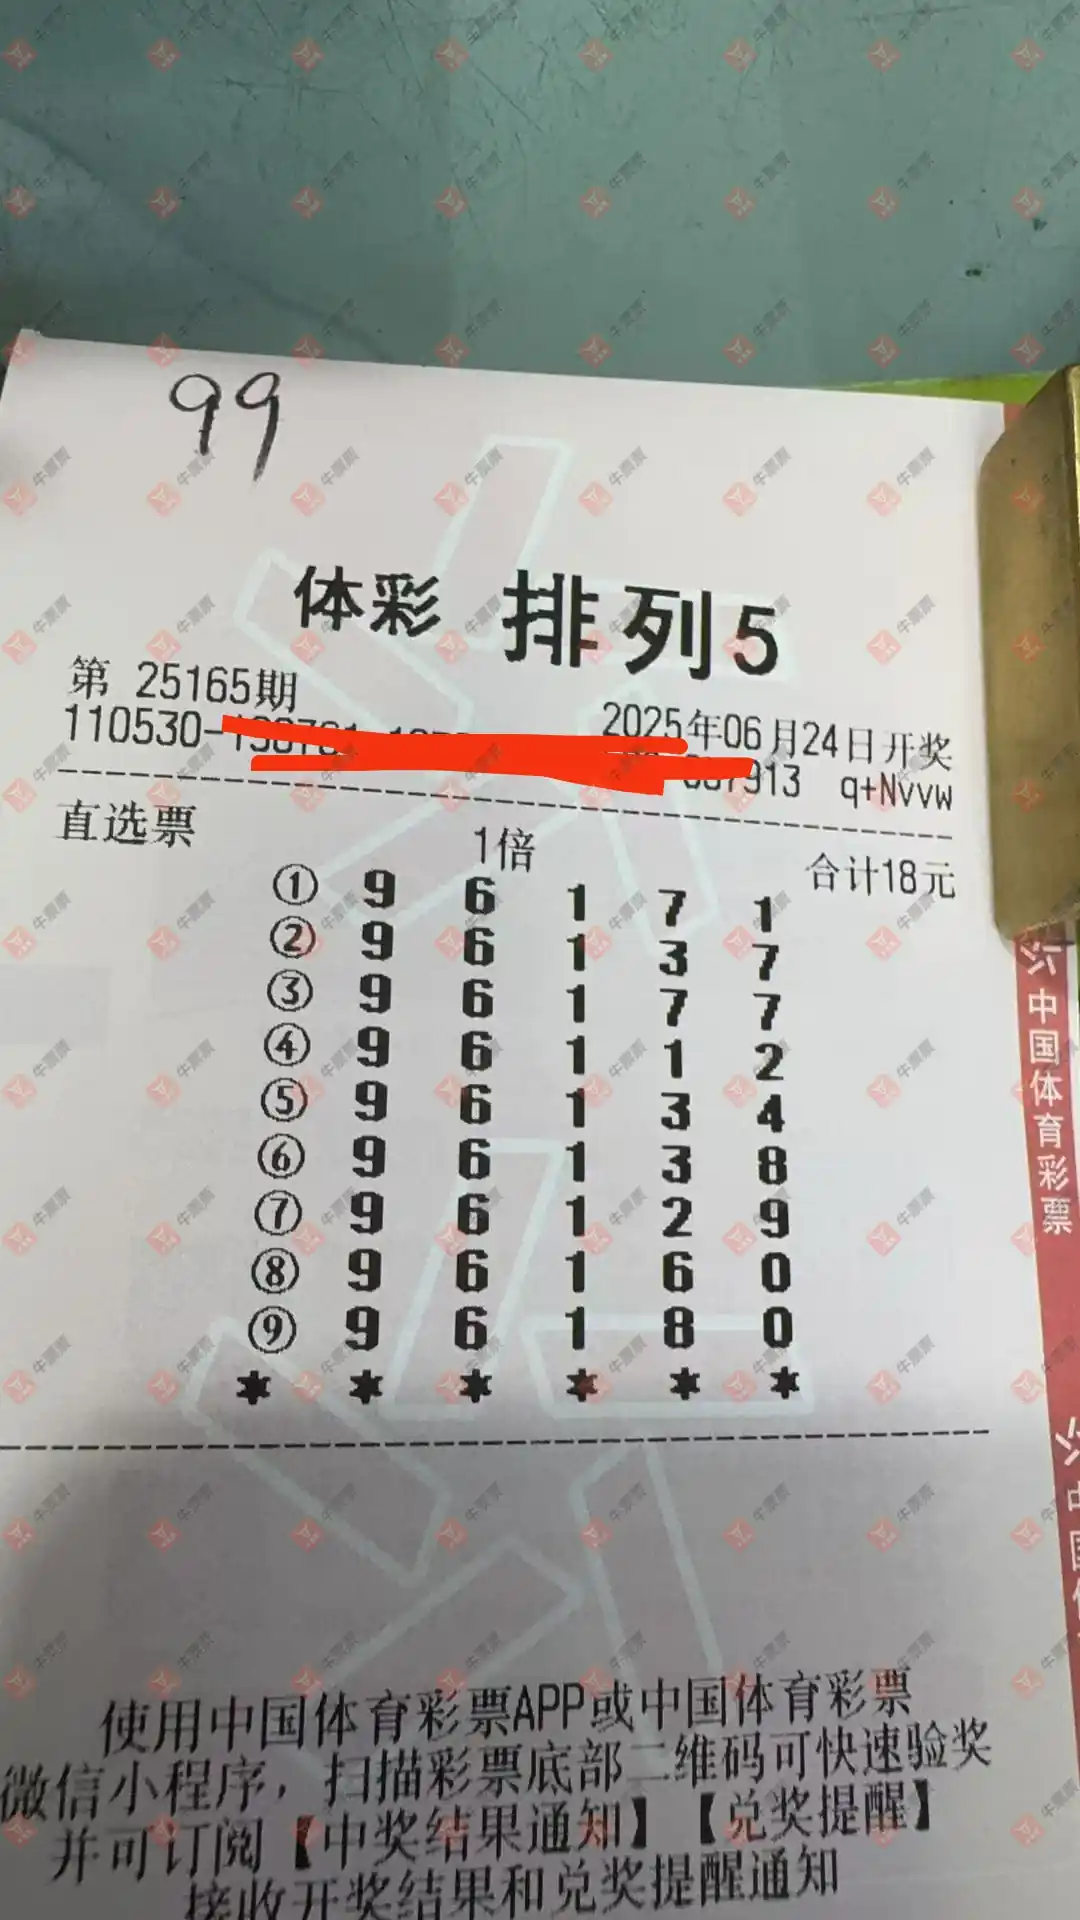 99
体彩 排列5
第 25165期
2025年06月24日开奖
110530-
7913 q+Nvvw
直选票 1倍 合计18元
① 9 6 1 7 1
② 9 6 1 3 7
③ 9 6 1 7 7
④ 9 6 1 1 2
⑤ 9 6 1 3 4
⑥ 9 6 1 3 8
⑦ 9 6 1 2 9
⑧ 9 6 1 6 0
⑨ 9 6 1 8 0
* * * * * *
使用中国体育彩票APP或中国体育彩票
微信小程序，扫描彩票底部二维码可快速验奖
并可订阅【中奖结果通知】【兑奖提醒】
接收开奖结果和兑奖提醒通知
中国体育彩票
牛票票